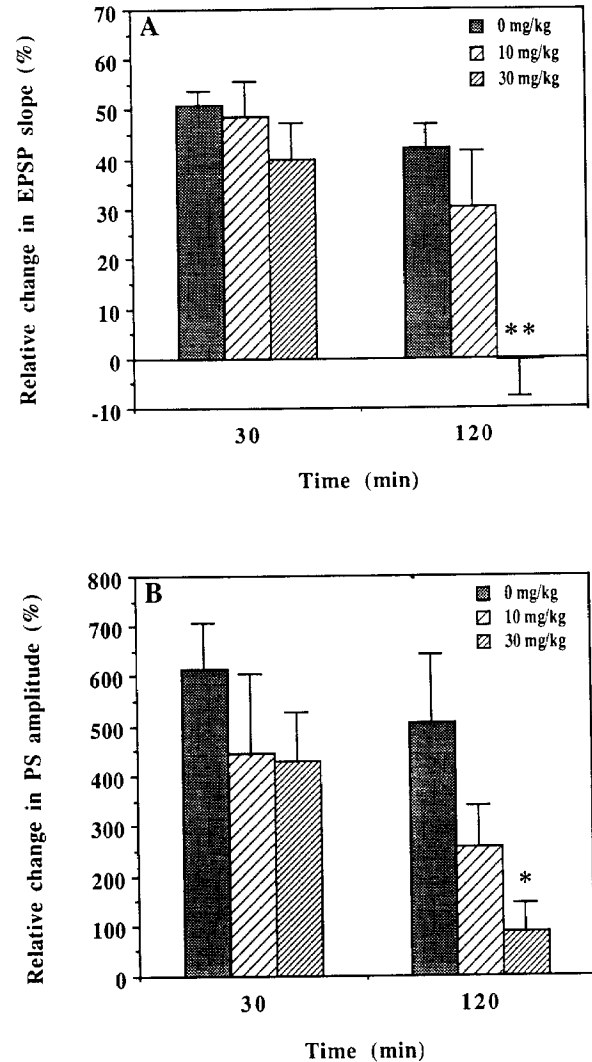 A
0 mg/kg
10 mg/kg
30 mg/kg
Relative change in EPSP slope (%)
70
60
50
40
30
20
10
0
-10
**
30 120
Time (min)
B
0 mg/kg
10 mg/kg
30 mg/kg
Relative change in PS amplitude (%)
800
700
600
500
400
300
200
100
0
*
30 120
Time (min)